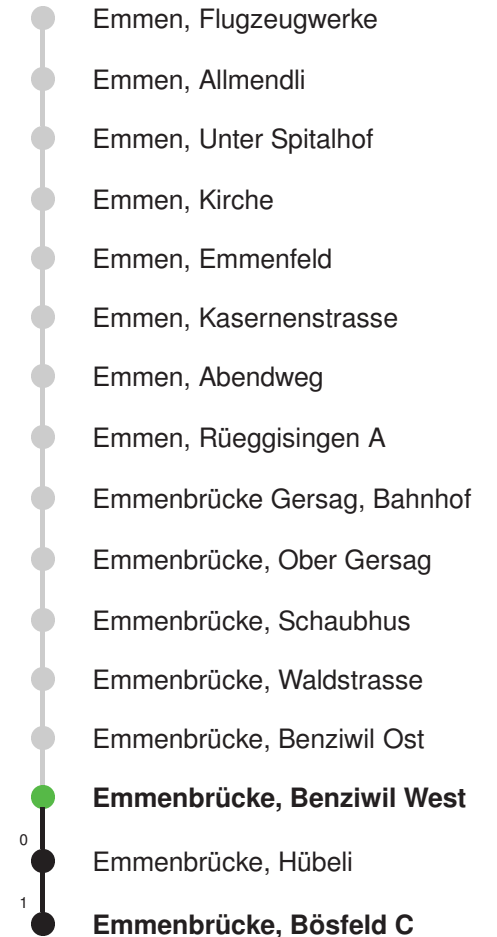 Emmen, Flugzeugwerke
Emmen, Allmendli
Emmen, Unter Spitalhof
Emmen, Kirche
Emmen, Emmenfeld
Emmen, Kasernenstrasse
Emmen, Abendweg
Emmen, Rüeggisingen A
Emmenbrücke Gersag, Bahnhof
Emmenbrücke, Ober Gersag
Emmenbrücke, Schaubhus
Emmenbrücke, Waldstrasse
Emmenbrücke, Benziwil Ost
Emmenbrücke, Benziwil West
0
Emmenbrücke, Hübeli
1
Emmenbrücke, Bösfeld C